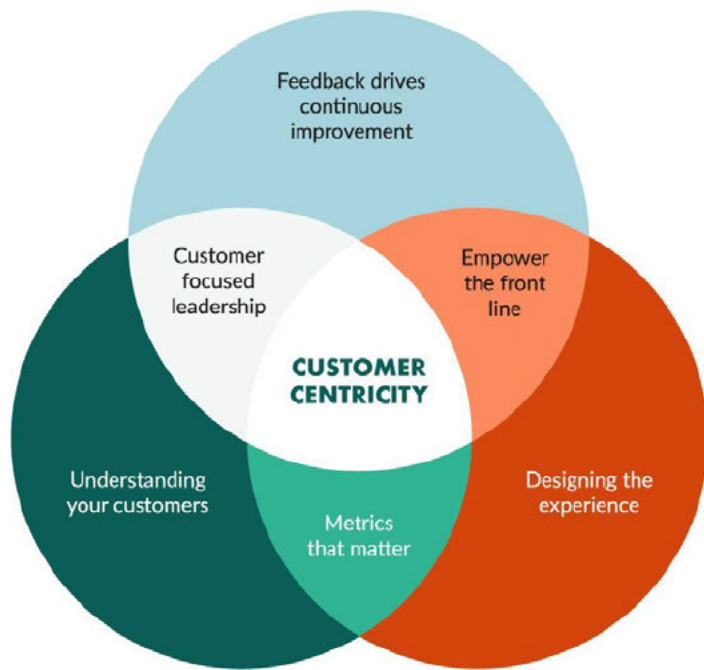 Feedback drives
continuous
improvement
Customer
focused
leadership
Empower
the front
line
CUSTOMER
CENTRICITY
Understanding
your customers
Designing the
experience
Metrics
that matter